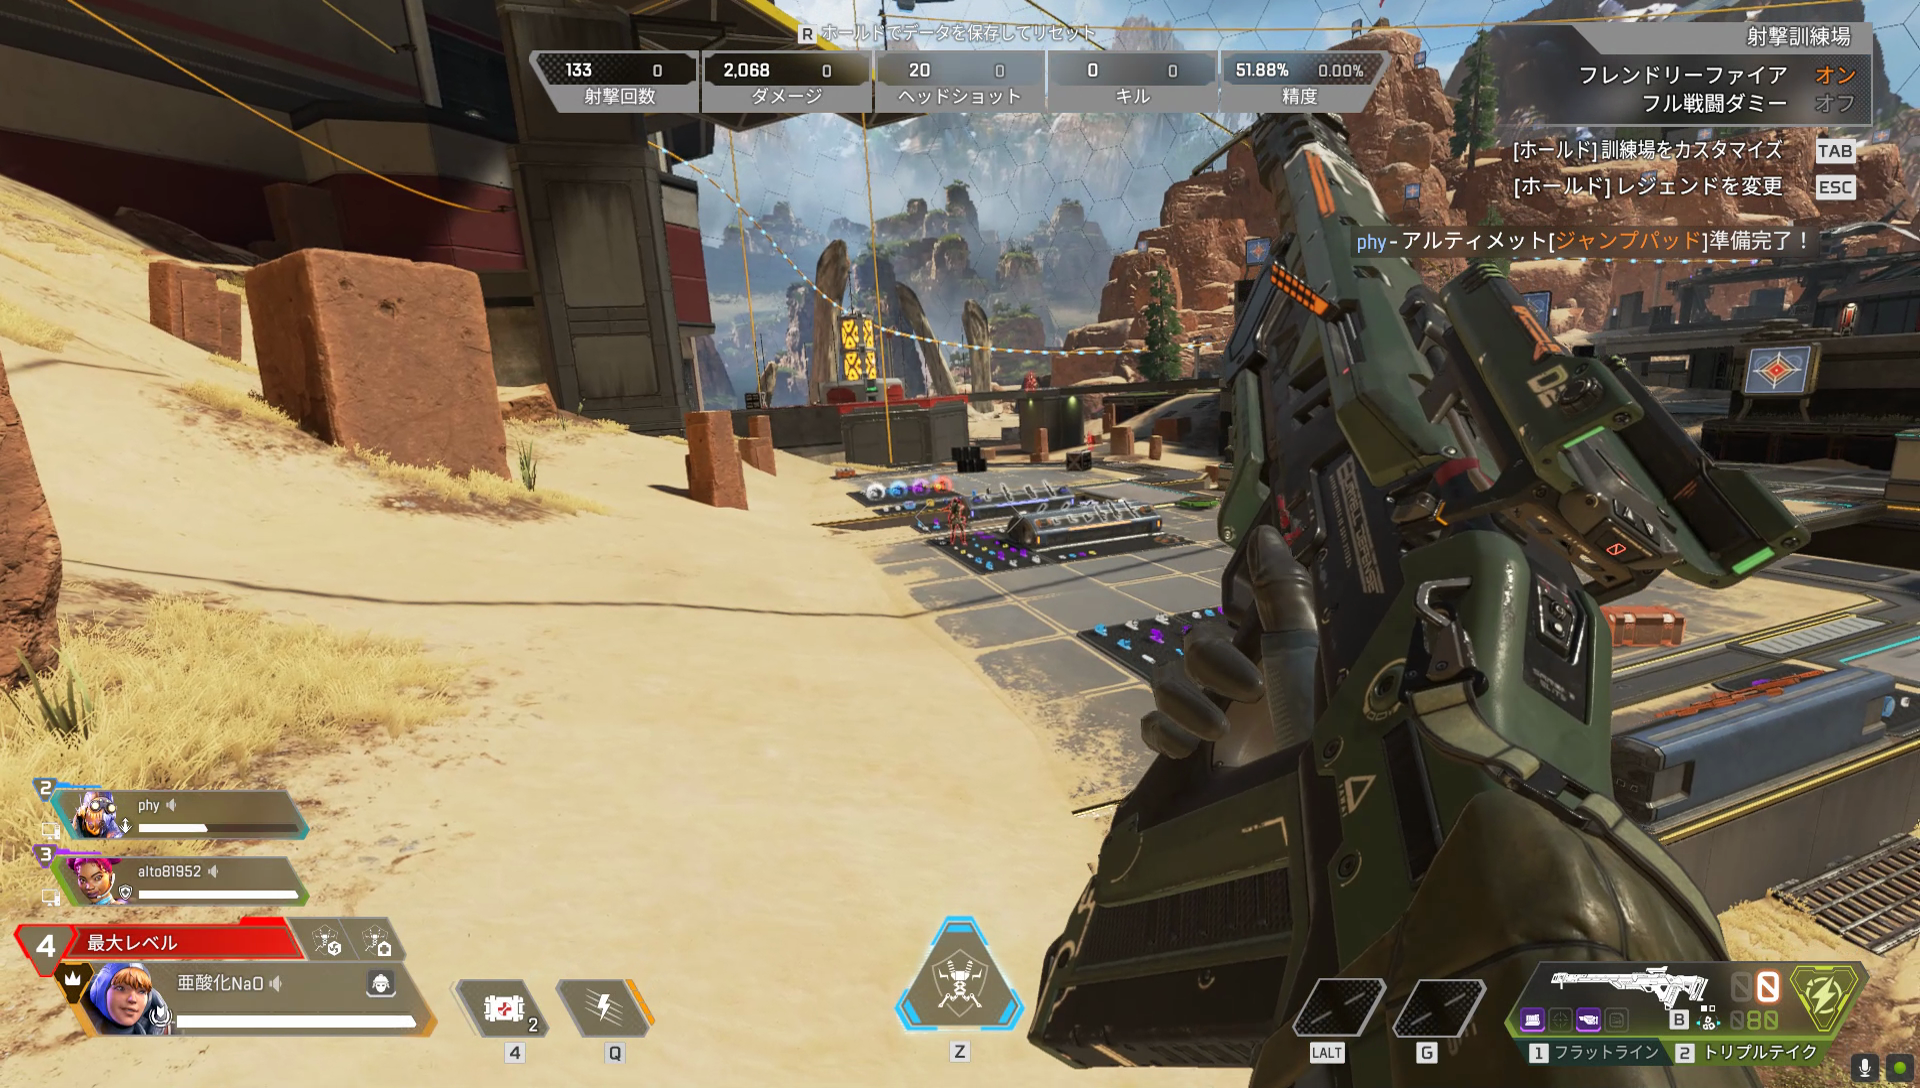 R ホールドでデータを保存してリセット
133 0 2,068 0 20 0 0 0 51.88% 0.00%
射撃回数 ダメージ ヘッドショット キル 精度
射撃訓練場
フレンドリーファイア オン
フル戦闘ダミー オフ
[ホールド]訓練場をカスタマイズ TAB
[ホールド]レジェンドを変更 ESC
phy-アルティメット[ジャンプパッド]準備完了！
2
phy
3
alto81952
4 最大レベル
亜酸化NaO
2
4 Q Z LALT G
0
B 80
1 フラットライン 2 トリプルテイク